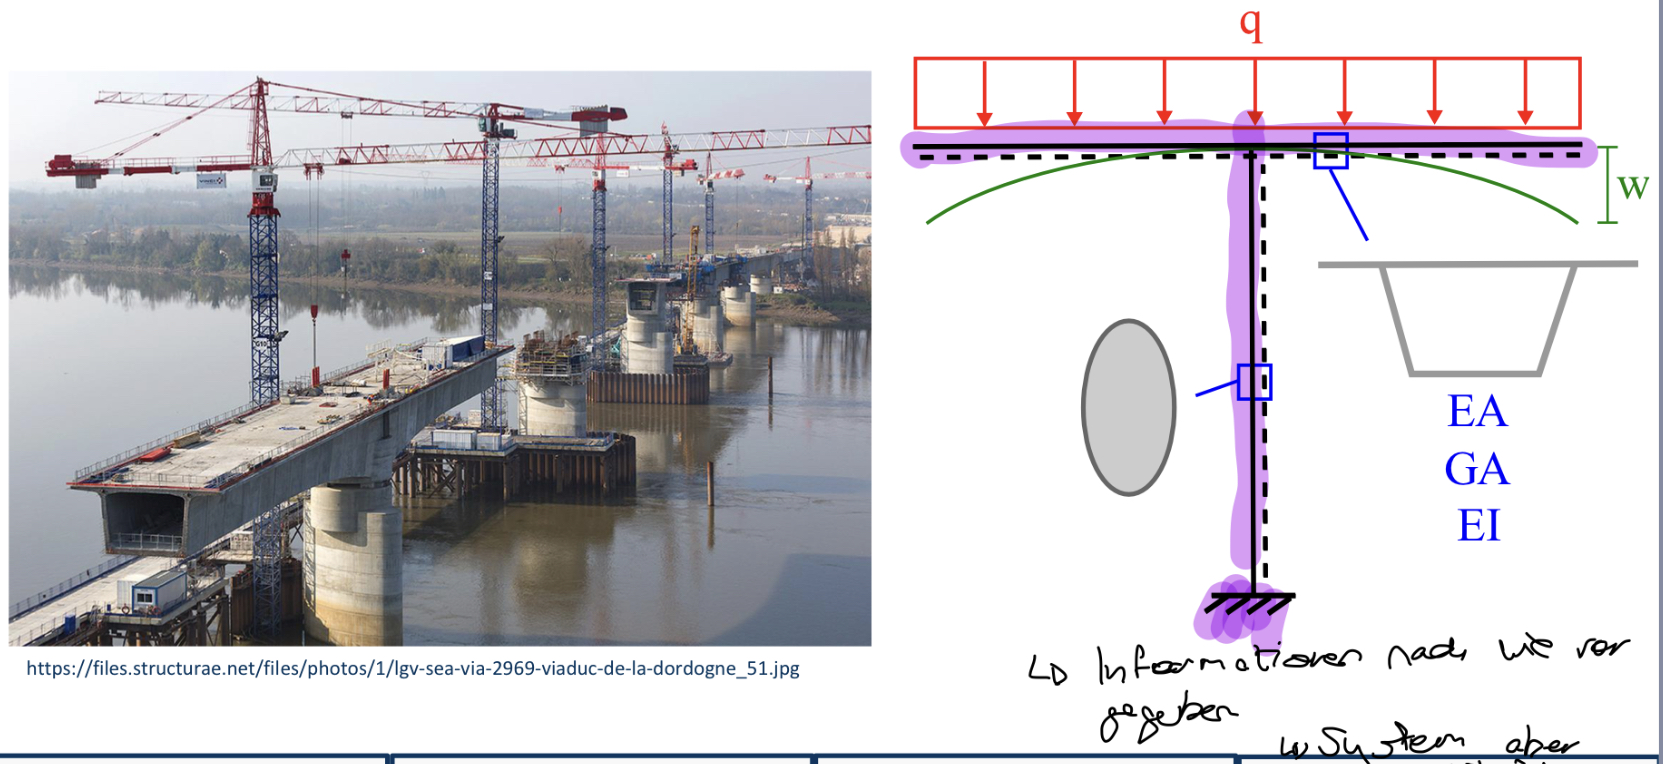 q
w
EA
GA
EI
https://files.structurae.net/files/photos/1/lgv-sea-via-2969-viaduc-de-la-dordogne_51.jpg
Informationen nach wie vor
gegeben
System aber